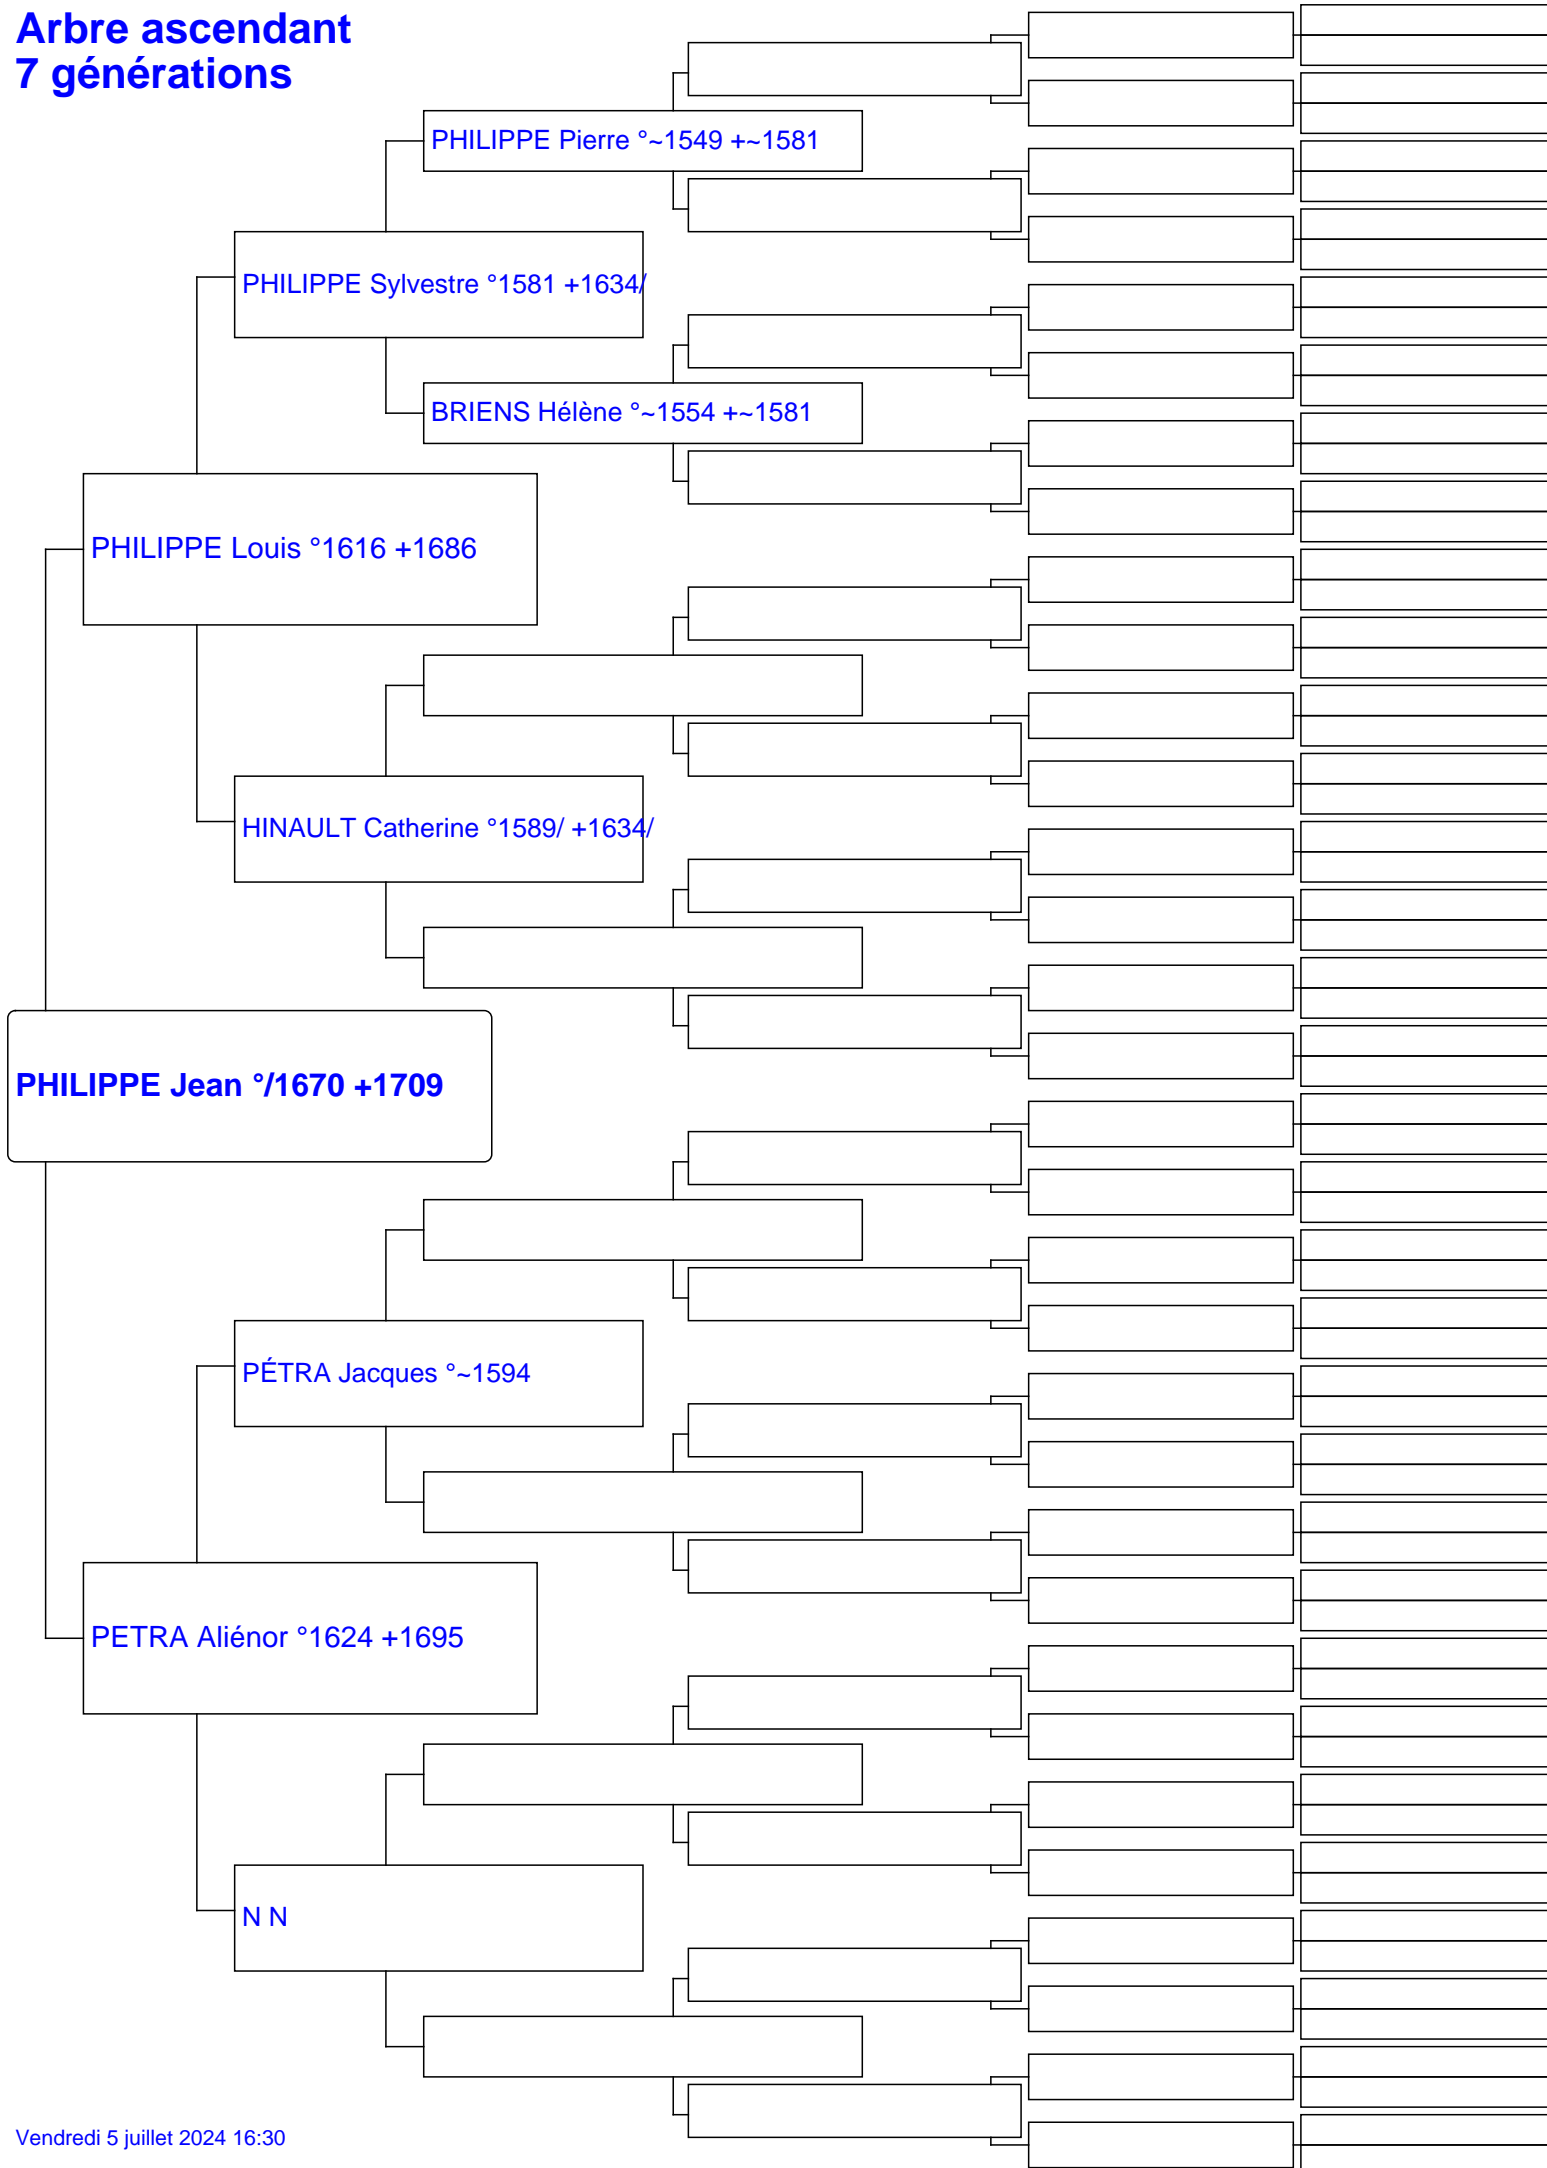 Arbre ascendant
7 générations
PHILIPPE Pierre °~1549 +~1581
PHILIPPE Sylvestre °1581 +1634/
BRIENS Hélène °~1554 +~1581
PHILIPPE Louis °1616 +1686
HINAULT Catherine °1589/ +1634/
PHILIPPE Jean °/1670 +1709
PÉTRA Jacques °~1594
PETRA Aliénor °1624 +1695
N N
Vendredi 5 juillet 2024 16:30